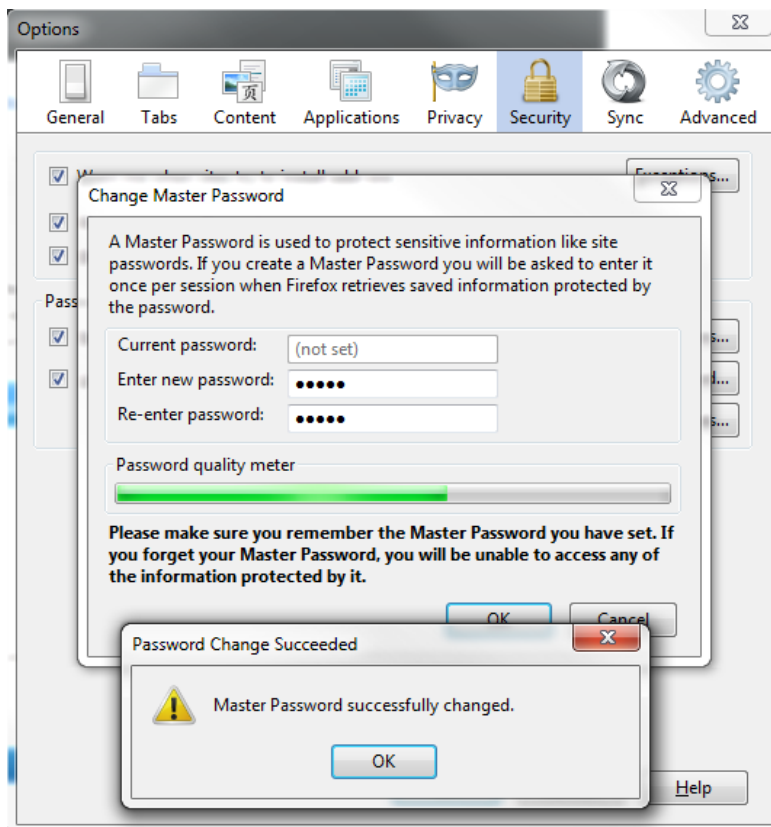 Options
General
Tabs
Content
页
Applications
Privacy
Security
Sync
Advanced
Change Master Password
A Master Password is used to protect sensitive information like site
passwords. If you create a Master Password you will be asked to enter it
once per session when Firefox retrieves saved information protected by
the password.
Pass
Current password:
(not set)
Enter new password:
Re-enter password:
Password quality meter
Please make sure you remember the Master Password you have set. If
you forget your Master Password, you will be unable to access any of
the information protected by it.
OK
Cancel
Password Change Succeeded
Master Password successfully changed.
OK
Help